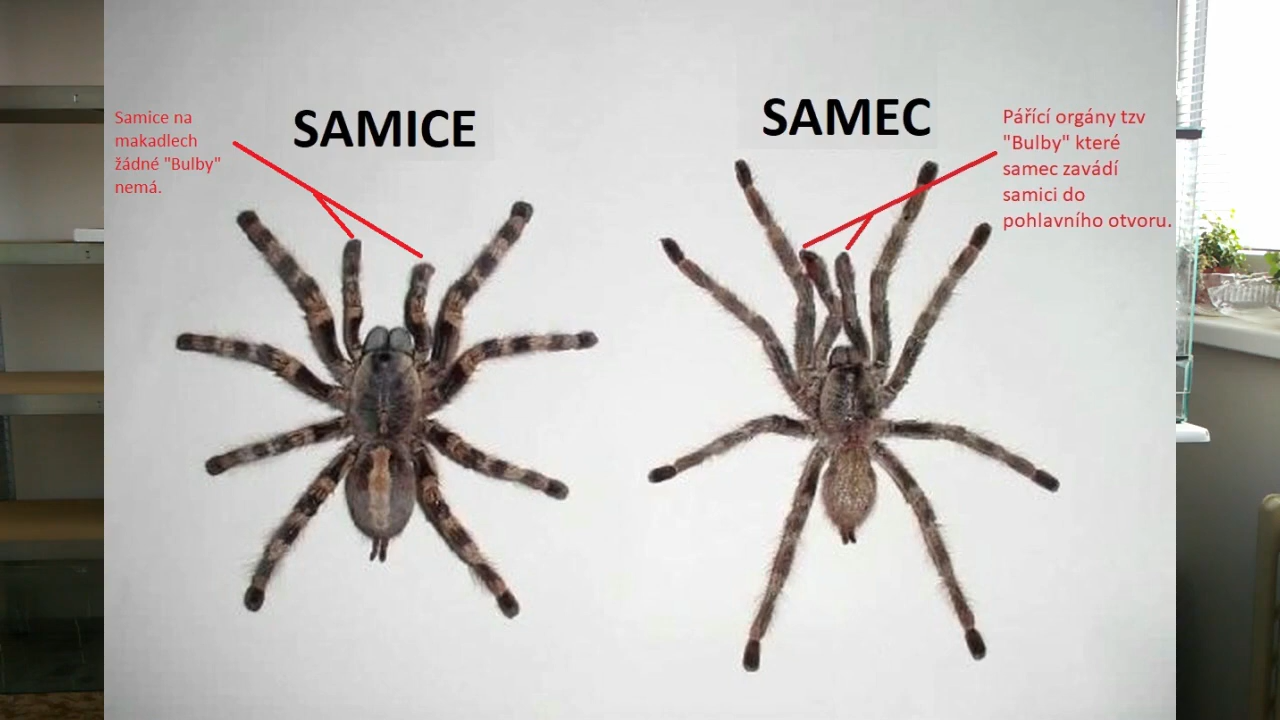 SAMICE
Samice na
makadlech
žádné "Bulby"
nemá.
SAMEC
Pářící orgány tzv
"Bulby" které
samec zavádí
samici do
pohlavního otvoru.